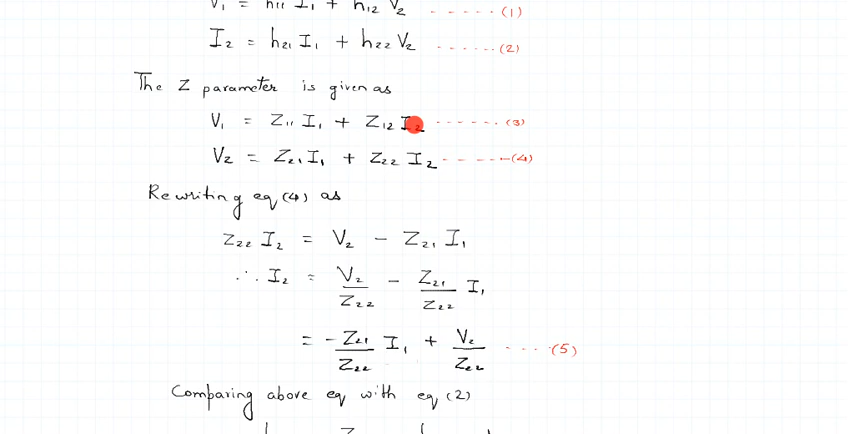 V₁ = h₁₁ I₁ + h₁₂ V₂ ------ (1)
I₂ = h₂₁ I₁ + h₂₂ V₂ ------ (2)
The Z parameter is given as
V₁ = Z₁₁ I₁ + Z₁₂ I₂ ------ (3)
V₂ = Z₂₁ I₁ + Z₂₂ I₂ ------ (4)
Rewriting eq (4) as
Z₂₂ I₂ = V₂ - Z₂₁ I₁
∴ I₂ = V₂/Z₂₂ - Z₂₁/Z₂₂ I₁
= -Z₂₁/Z₂₂ I₁ + V₂/Z₂₂ ---- (5)
Comparing above eq with eq (2)